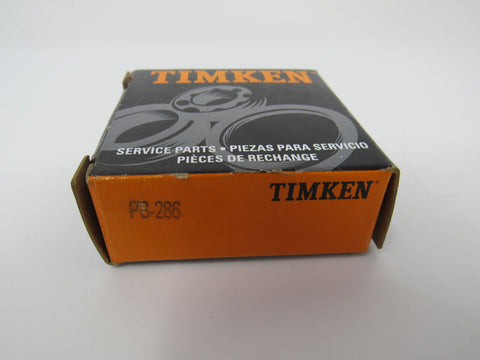 TIMKEN
SERVICE PARTS • PIEZAS PARA SERVICIO
PIÈCES DE RECHANGE
TIMKEN
PB-286